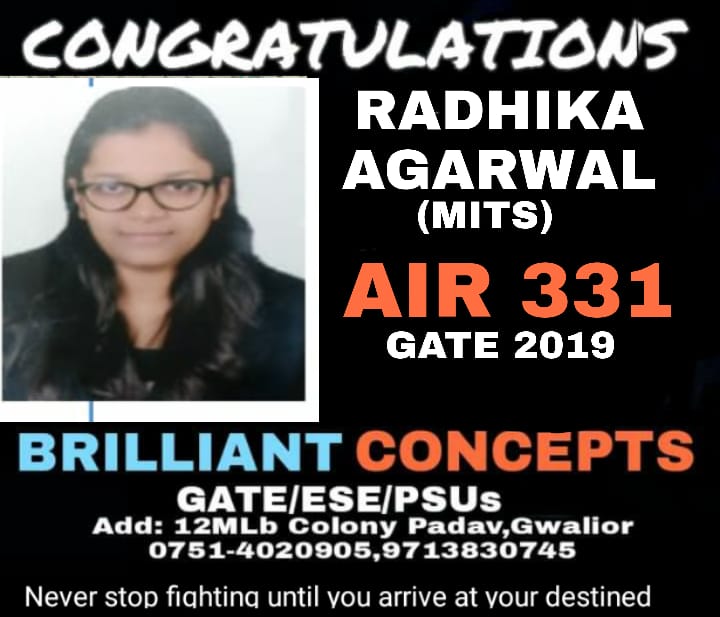 CONGRATULATIONS
RADHIKA
AGARWAL
(MITS)
AIR 331
GATE 2019
BRILLIANT CONCEPTS
GATE/ESE/PSUs
Add: 12MLb Colony Padav,Gwalior
0751-4020905,9713830745
Never stop fighting until you arrive at your destined